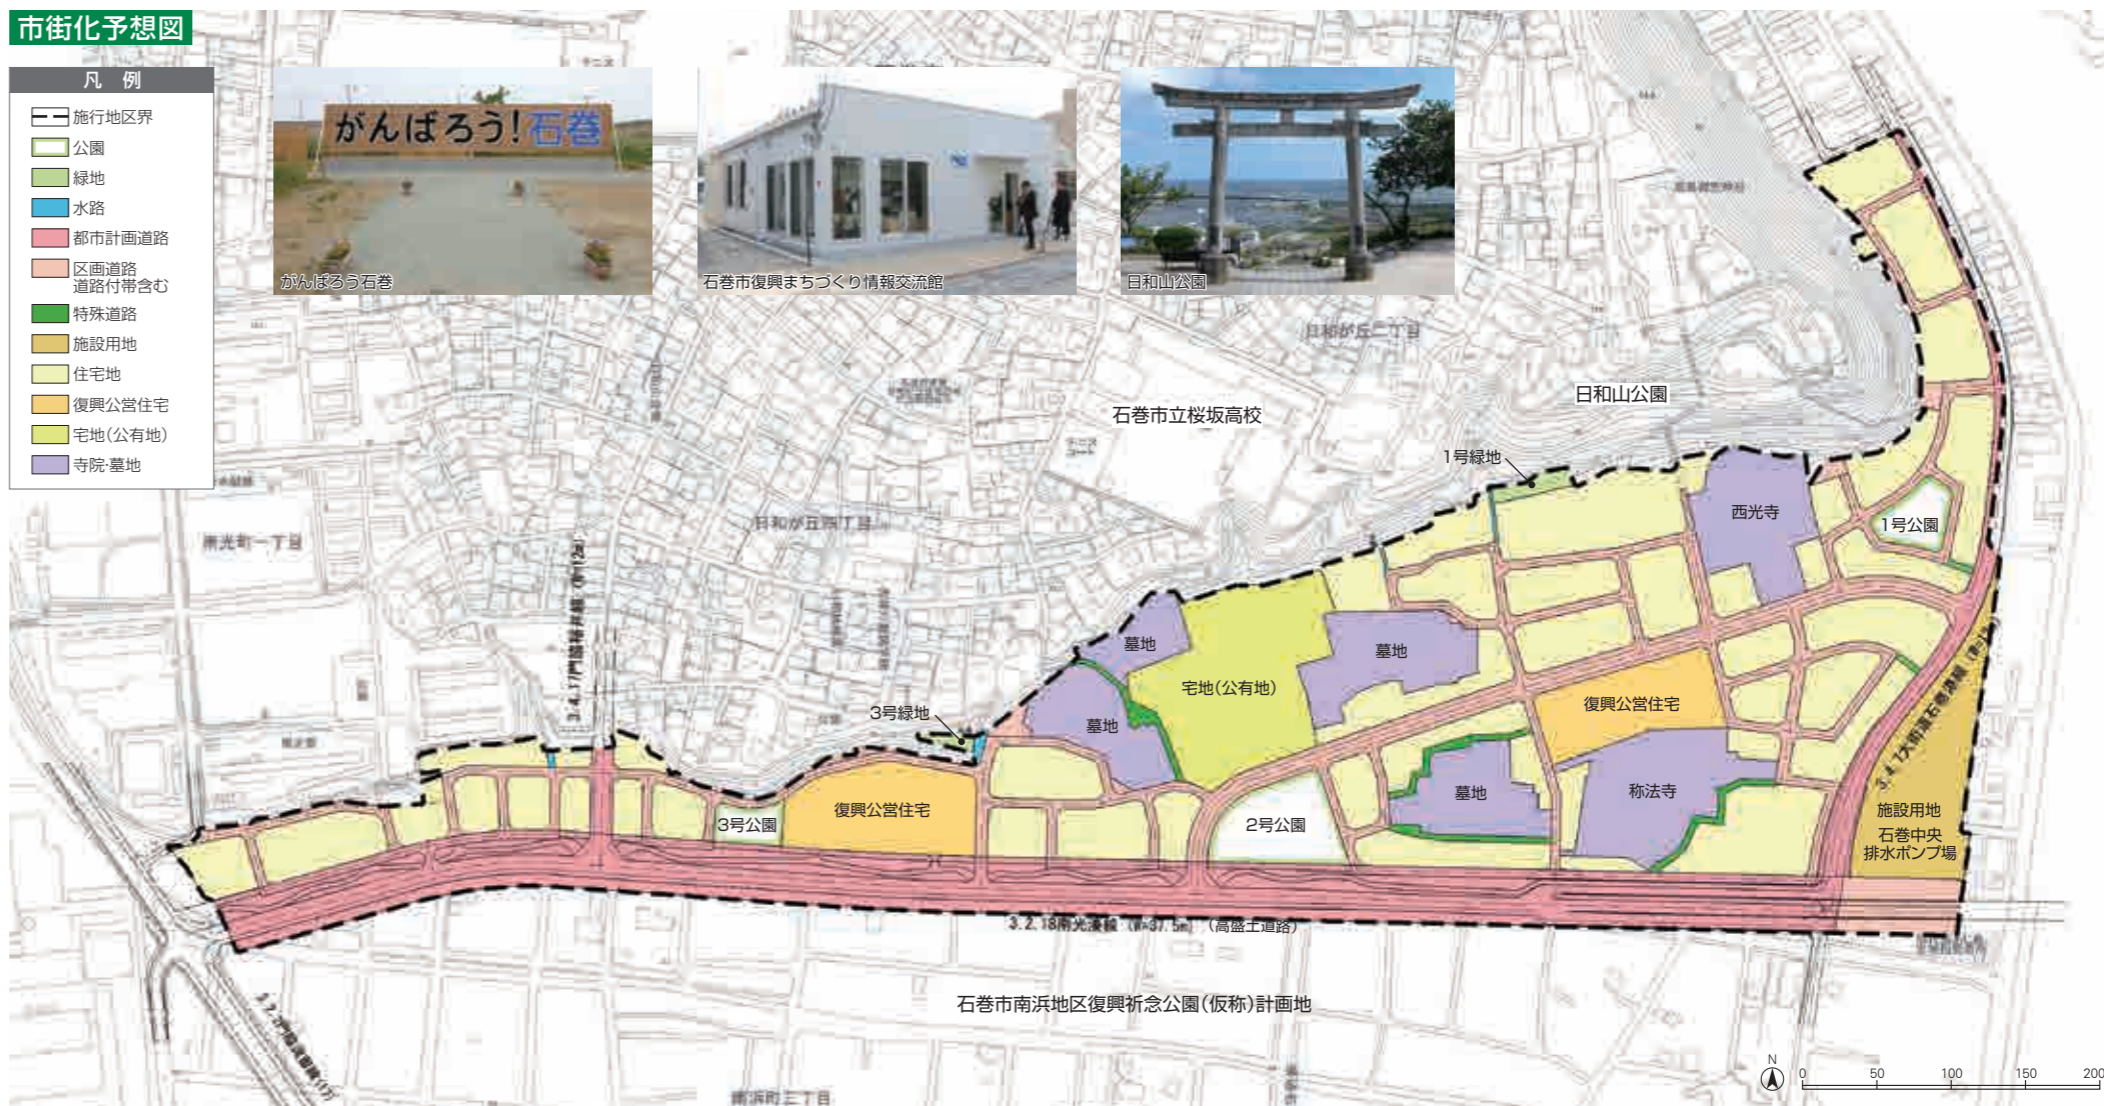 市街化予想図
凡 例
施行地区界
公園
緑地
水路
都市計画道路
区画道路
道路付帯含む
特殊道路
施設用地
住宅地
復興公営住宅
宅地(公有地)
寺院・墓地
がんばろう!石巻
がんばろう石巻
石巻市復興まちづくり情報交流館
日和山公園
日和が丘二丁目
日和山公園
石巻市立桜坂高校
1号緑地
西光寺
1号公園
南光町一丁目
日和が丘四丁目
墓地
墓地
宅地(公有地)
墓地
3号緑地
復興公営住宅
墓地
称法寺
復興公営住宅
3号公園
2号公園
施設用地
石巻中央
排水ポンプ場
3.2.18南光湊線 (W=37.5m) (高盛土道路)
石巻市南浜地区復興祈念公園(仮称)計画地
南浜町三丁目
N
0 50 100 150 200